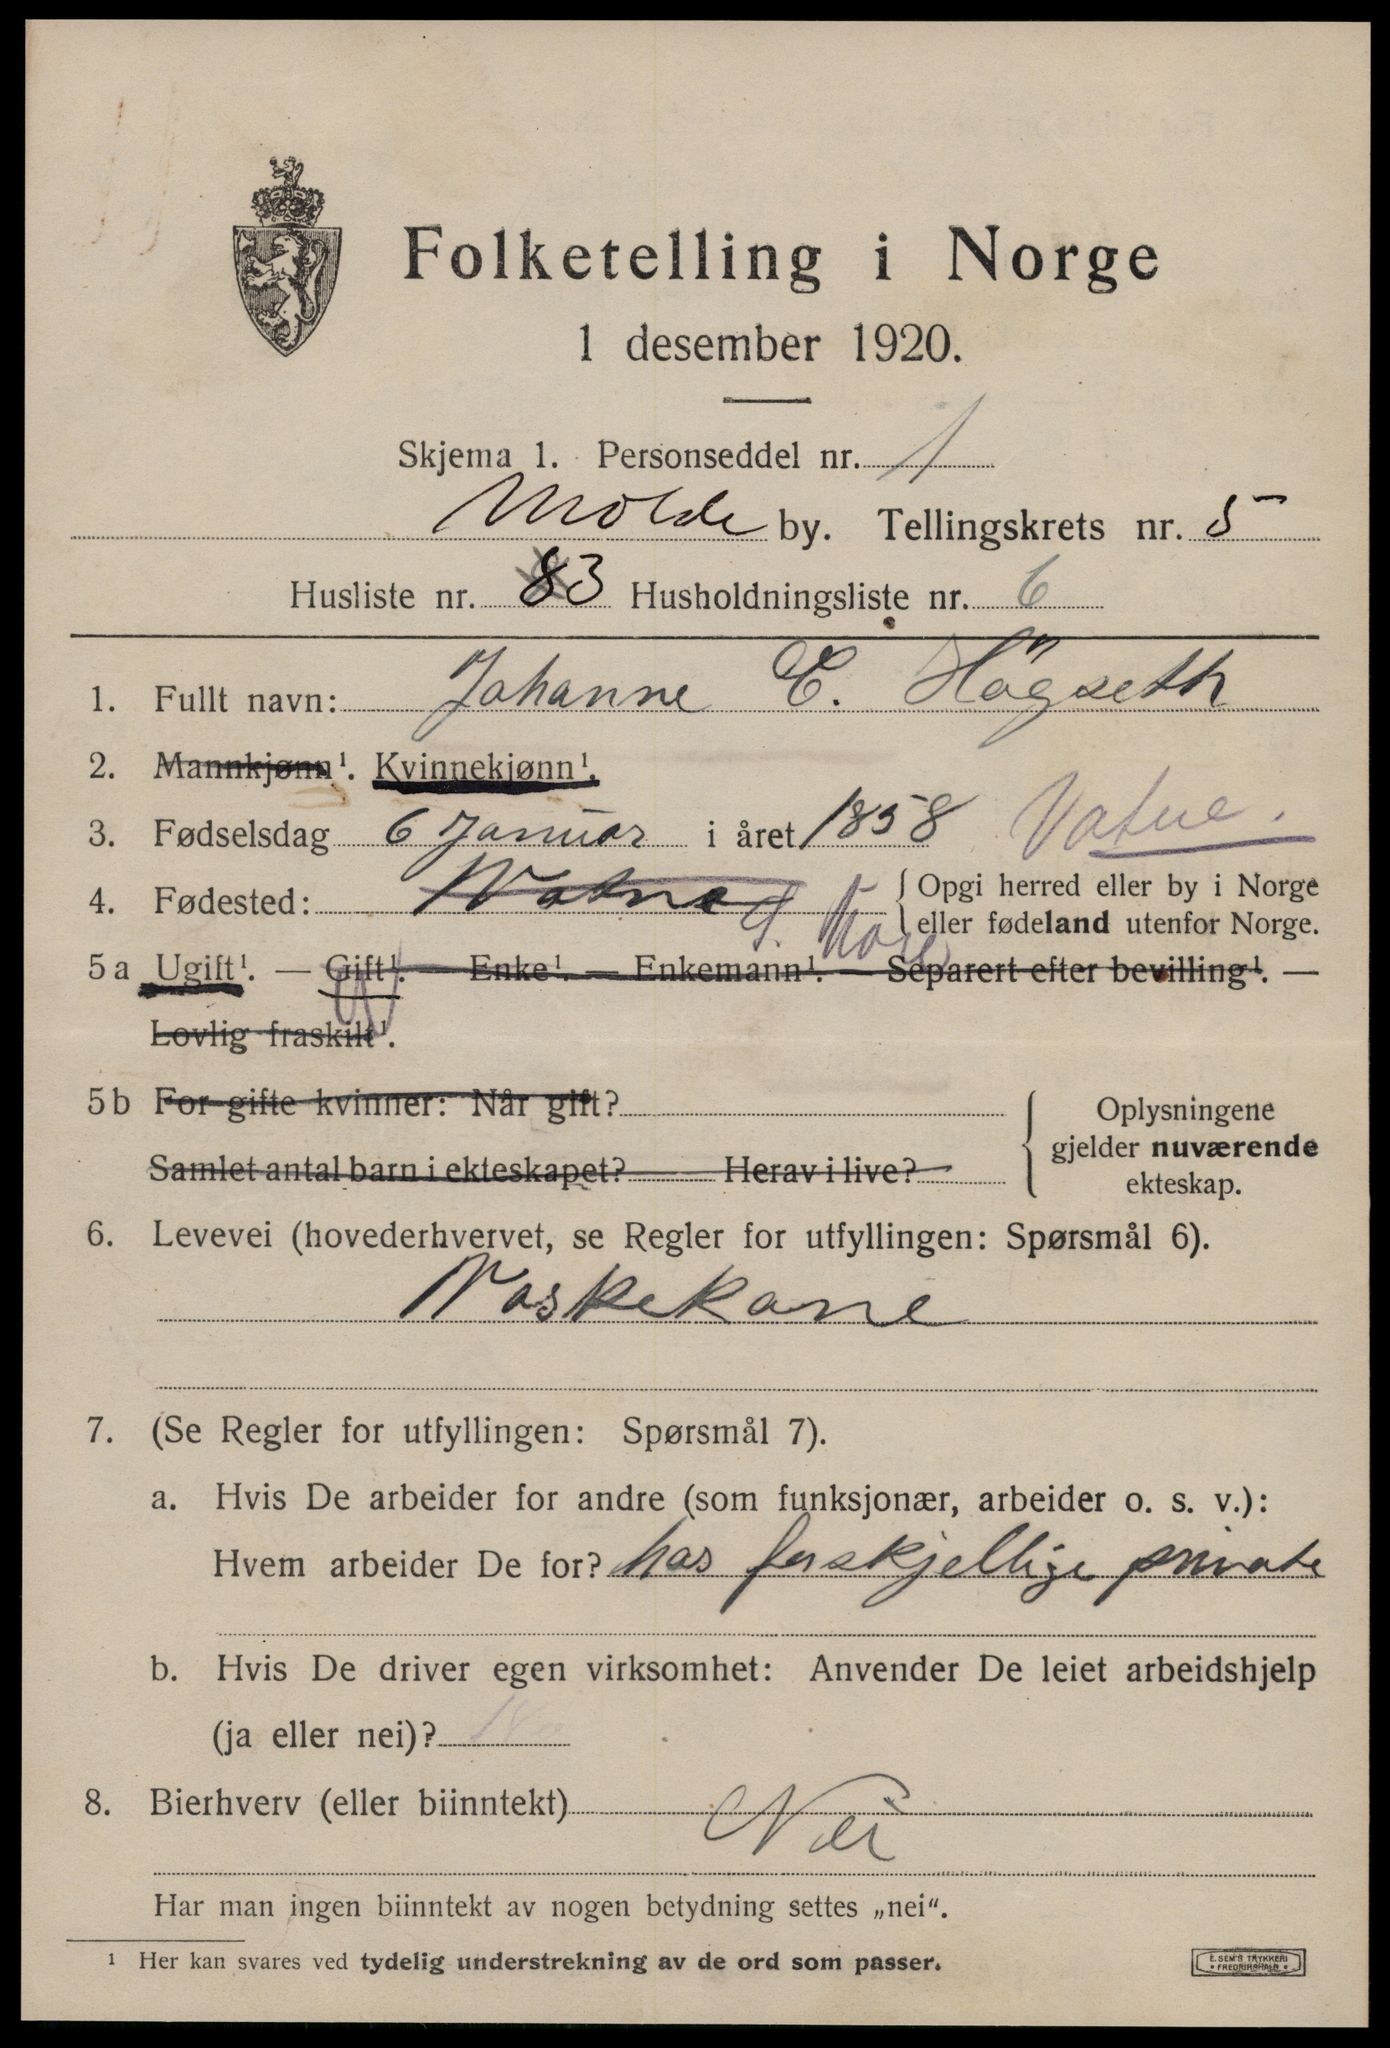 Folketelling i Norge
1 desember 1920.
Skjema 1. Personseddel nr. 1
Molde by. Tellingskrets nr. 5
Husliste nr. 83 Husholdningsliste nr. 6
1. Fullt navn: Johanne C. Högseth
2. Mannkjønn¹. Kvinnekjønn¹.
3. Fødselsdag 6 Januar i året 1858 Vatne.
4. Fødested: Vatne { Opgi herred eller by i Norge
eller fødeland utenfor Norge.
5a Ugift¹. — Gift¹. — Enke¹. — Enkemann¹. — Separert efter bevilling¹. —
Lovlig fraskilt¹.
5b For gifte kvinner: Når gift?
Samlet antal barn i ekteskapet? Herav i live?
{ Oplysningene
gjelder nuværende
ekteskap.
6. Levevei (hovederhvervet, se Regler for utfyllingen: Spørsmål 6).
Vaskekone
7. (Se Regler for utfyllingen: Spørsmål 7).
a. Hvis De arbeider for andre (som funksjonær, arbeider o. s. v.):
Hvem arbeider De for? hos forskjellige private
b. Hvis De driver egen virksomhet: Anvender De leiet arbeidshjelp
(ja eller nei)?
8. Bierhverv (eller biinntekt) Nei
Har man ingen biinntekt av nogen betydning settes „nei“.
¹ Her kan svares ved tydelig understrekning av de ord som passer.
E. SEM'S TRYKKERI
• FREDRIKSHALD •